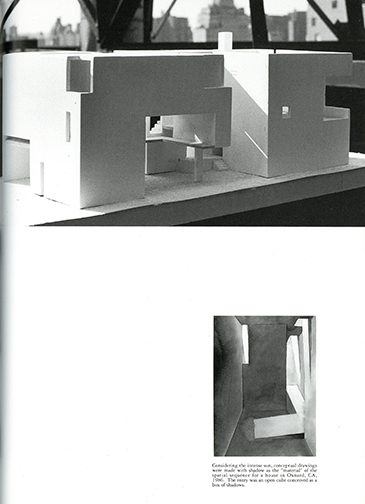 Considering the intense sun, conceptual drawings
were made with shadow as the "material" of the
spatial sequence for a house in Oxnard, CA,
1986. The entry was an open cube conceived as a
box of shadows.